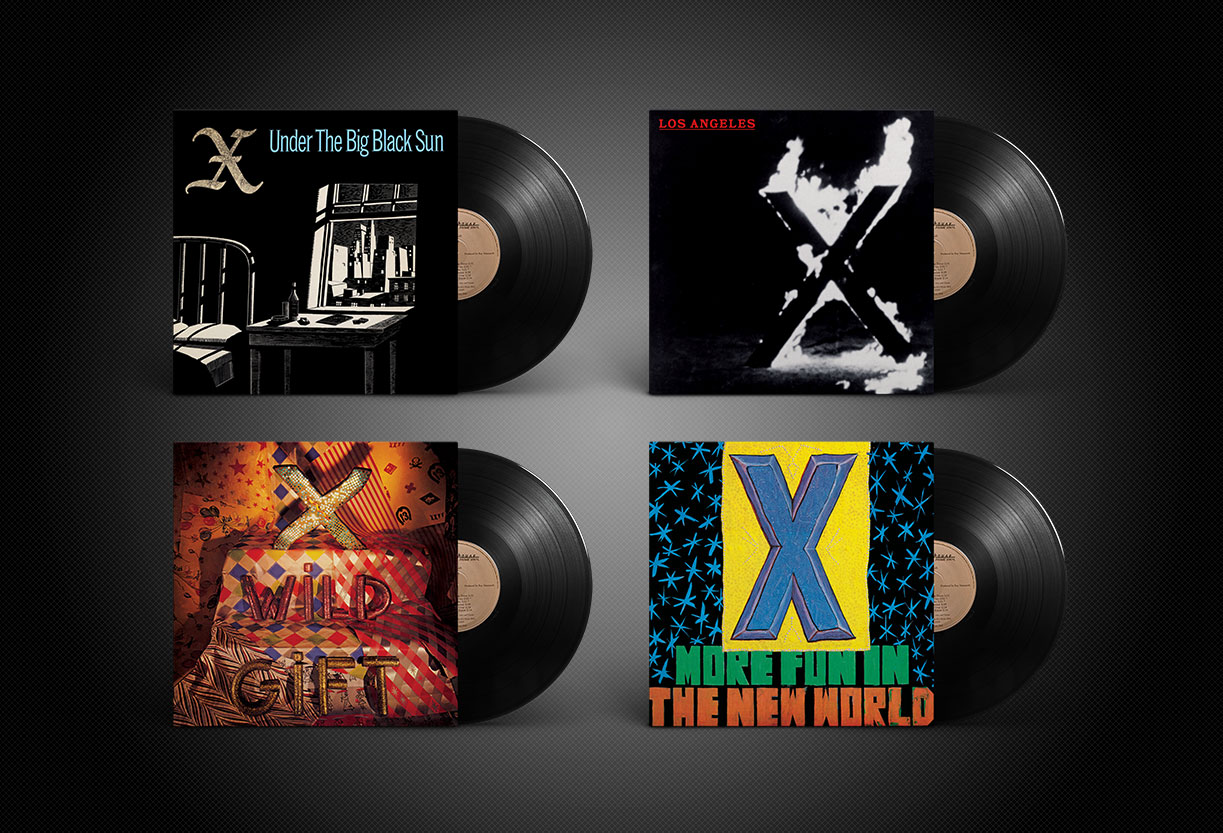 X Under The Big Black Sun
LOS ANGELES
X
X
WiLD
GiFT
X
MORE FUN IN
THE NEW WORLD